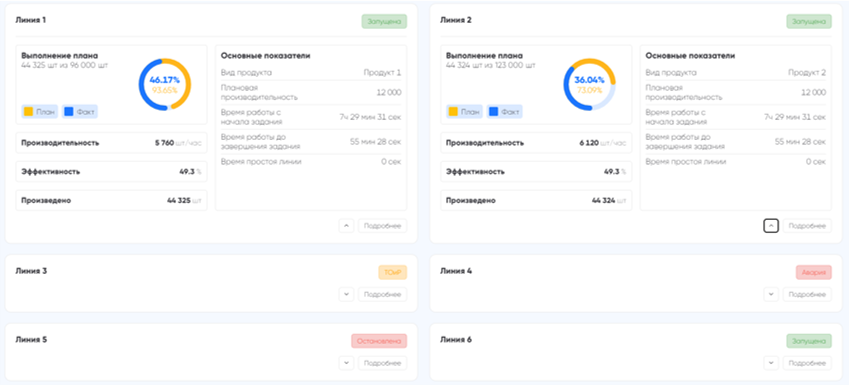 Линия 1
Запущена
Выполнение плана
44 325 шт из 96 000 шт
46.17%
93.65%
План
Факт
Производительность 5 760 шт/час
Эффективность 49.3 %
Произведено 44 325 шт
Основные показатели
Вид продукта Продукт 1
Плановая
производительность 12 000
Время работы с
начала задания 7ч 29 мин 31 сек
Время работы до
завершения задания 55 мин 28 сек
Время простоя линии 0 сек
Подробнее
Линия 2
Запущена
Выполнение плана
44 324 шт из 123 000 шт
36.04%
73.09%
План
Факт
Производительность 6 120 шт/час
Эффективность 49.3 %
Произведено 44 324 шт
Основные показатели
Вид продукта Продукт 2
Плановая
производительность 12 000
Время работы с
начала задания 7ч 29 мин 31 сек
Время работы до
завершения задания 55 мин 28 сек
Время простоя линии 0 сек
Подробнее
Линия 3
ТОиР
Подробнее
Линия 4
Авария
Подробнее
Линия 5
Остановлена
Подробнее
Линия 6
Запущена
Подробнее